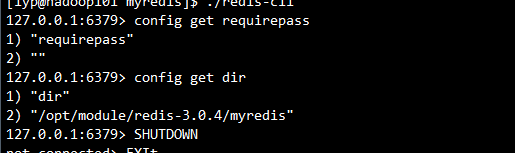 [lyp@hadoop101 myredis]$ ./redis-cli
127.0.0.1:6379> config get requirepass
1) "requirepass"
2) ""
127.0.0.1:6379> config get dir
1) "dir"
2) "/opt/module/redis-3.0.4/myredis"
127.0.0.1:6379> SHUTDOWN
not connected> EXIt